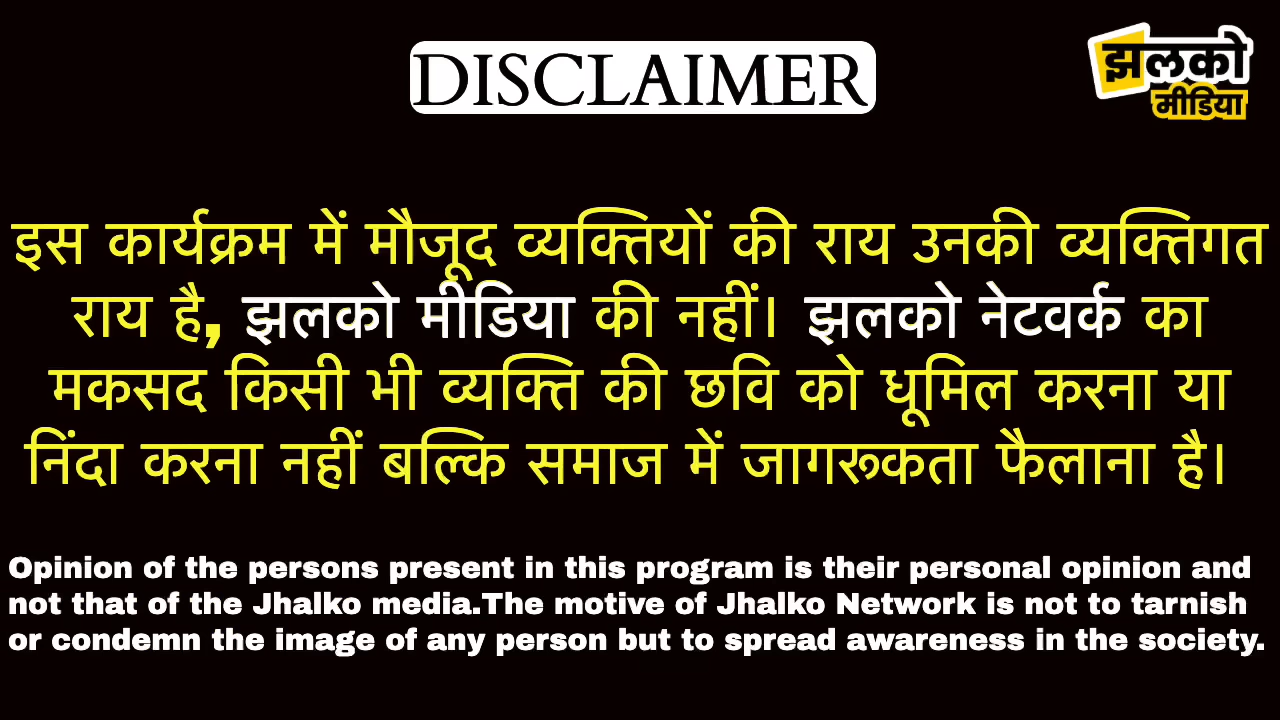 DISCLAIMER
झलको
मीडिया
इस कार्यक्रम में मौजूद व्यक्तियों की राय उनकी व्यक्तिगत
राय है, झलको मीडिया की नहीं। झलको नेटवर्क का
मकसद किसी भी व्यक्ति की छवि को धूमिल करना या
निंदा करना नहीं बल्कि समाज में जागरूकता फैलाना है।
Opinion of the persons present in this program is their personal opinion and
not that of the Jhalko media.The motive of Jhalko Network is not to tarnish
or condemn the image of any person but to spread awareness in the society.